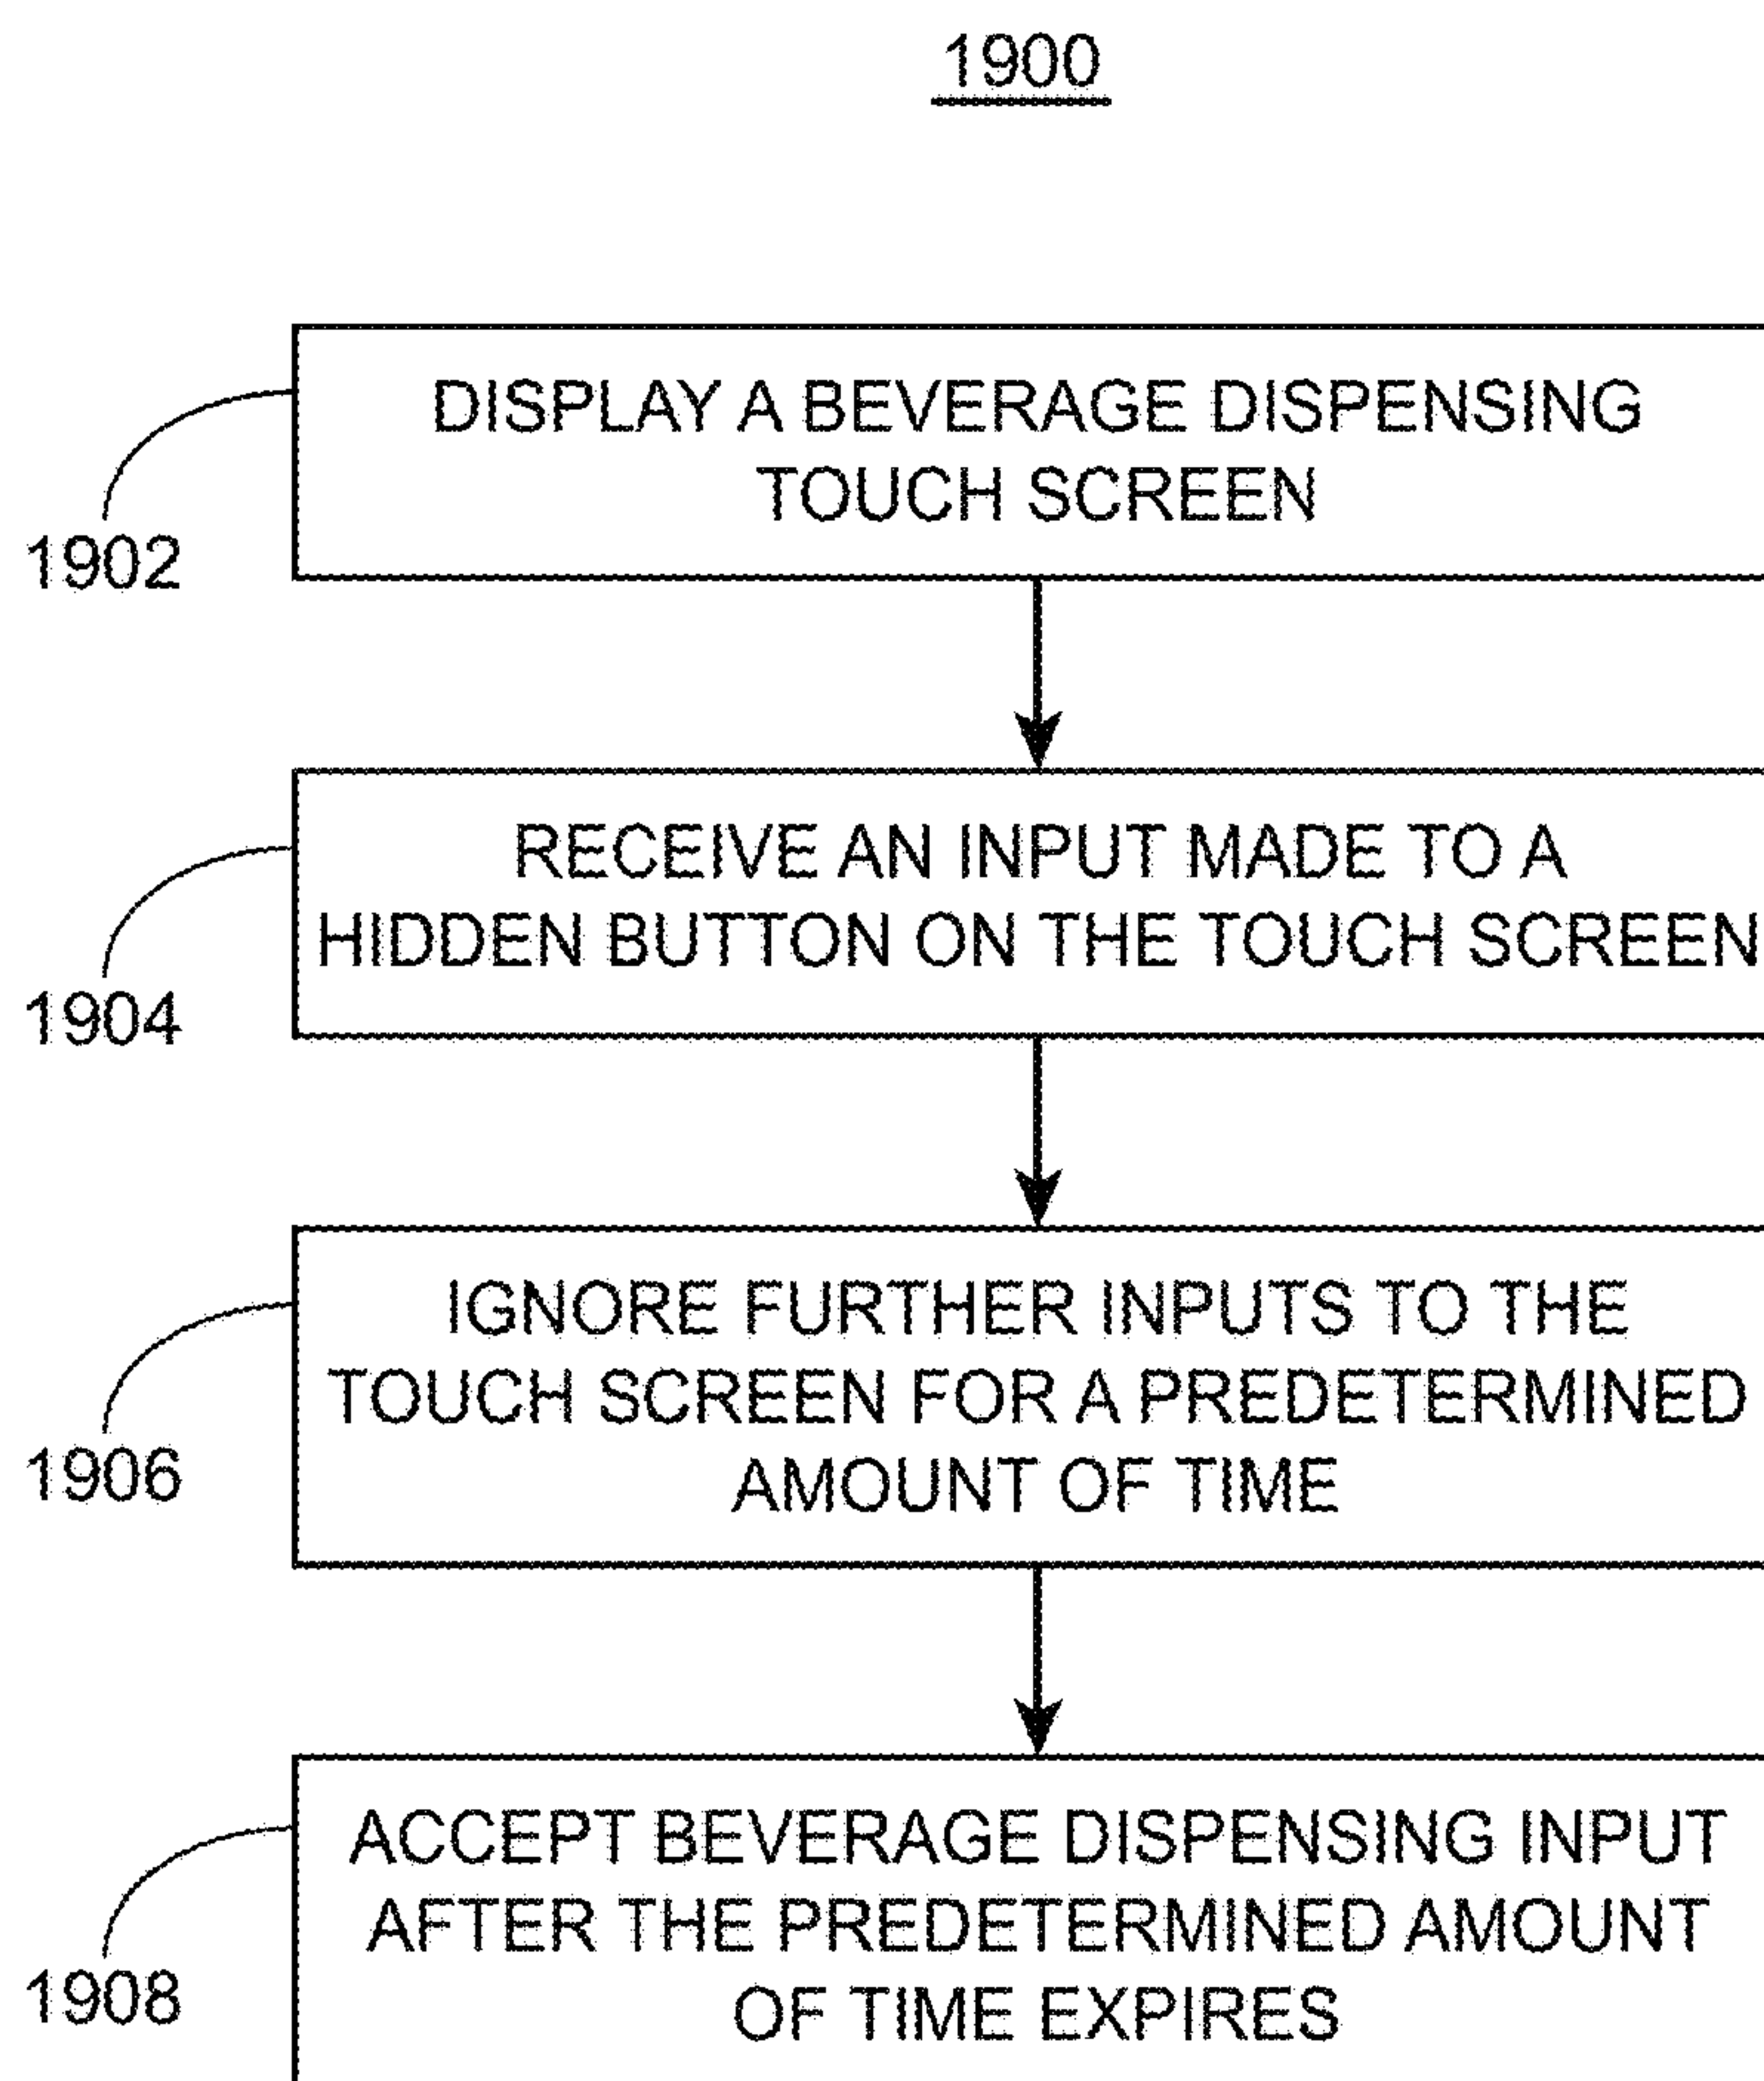 1900
DISPLAY A BEVERAGE DISPENSING
TOUCH SCREEN
1902
RECEIVE AN INPUT MADE TO A
HIDDEN BUTTON ON THE TOUCH SCREEN
1904
IGNORE FURTHER INPUTS TO THE
TOUCH SCREEN FOR A PREDETERMINED
AMOUNT OF TIME
1906
ACCEPT BEVERAGE DISPENSING INPUT
AFTER THE PREDETERMINED AMOUNT
OF TIME EXPIRES
1908